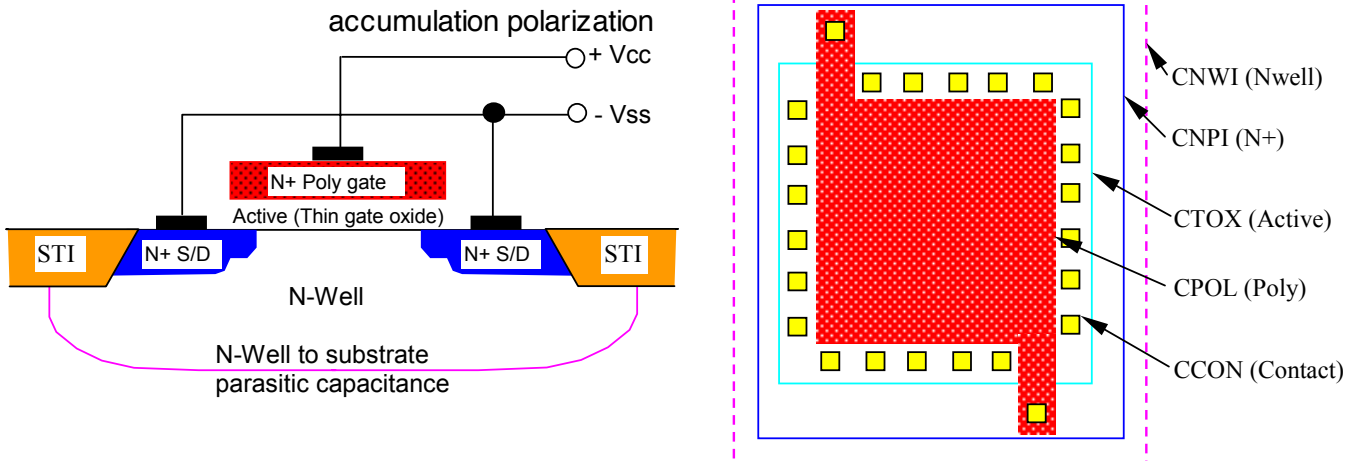 accumulation polarization
+ Vcc
- Vss
N+ Poly gate
Active (Thin gate oxide)
STI
N+ S/D
N+ S/D
STI
N-Well
N-Well to substrate
parasitic capacitance
CNWI (Nwell)
CNPI (N+)
CTOX (Active)
CPOL (Poly)
CCON (Contact)